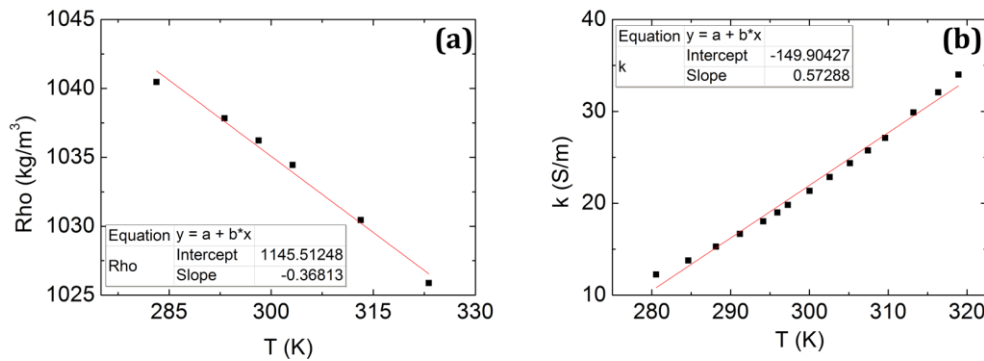 (a)
1045
1040
1035
1030
1025
Rho (kg/m³)
Equation y = a + b*x
Rho
Intercept 1145.51248
Slope -0.36813
285 300 315 330
T (K)
(b)
40
30
20
10
k (S/m)
Equation y = a + b*x
k
Intercept -149.90427
Slope 0.57288
280 290 300 310 320
T (K)